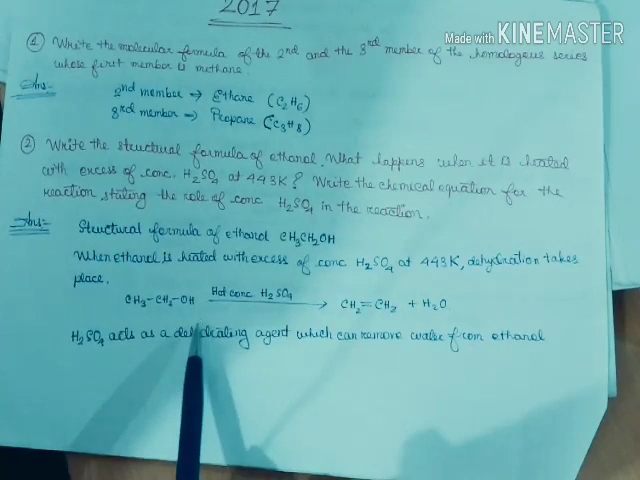 2017
Made with KINEMASTER
① Write the molecular formula of the 2nd and the 3rd member of the homologous series
whose first member is methane.
Ans:-
2nd member → Ethane (C2H6)
3rd member → Propane (C3H8)
② Write the structural formula of ethanol. What happens when it is heated
with excess of conc. H2SO4 at 443K? Write the chemical equation for the
reaction, stating the role of conc H2SO4 in the reaction.
Ans:-
Structural formula of ethanol CH3CH2OH
When ethanol is heated with excess of conc H2SO4 at 443K, dehydration takes
place.
CH3-CH2-OH Hot conc H2SO4 → CH2=CH2 + H2O
H2SO4 acts as a dehydrating agent which can remove water from ethanol